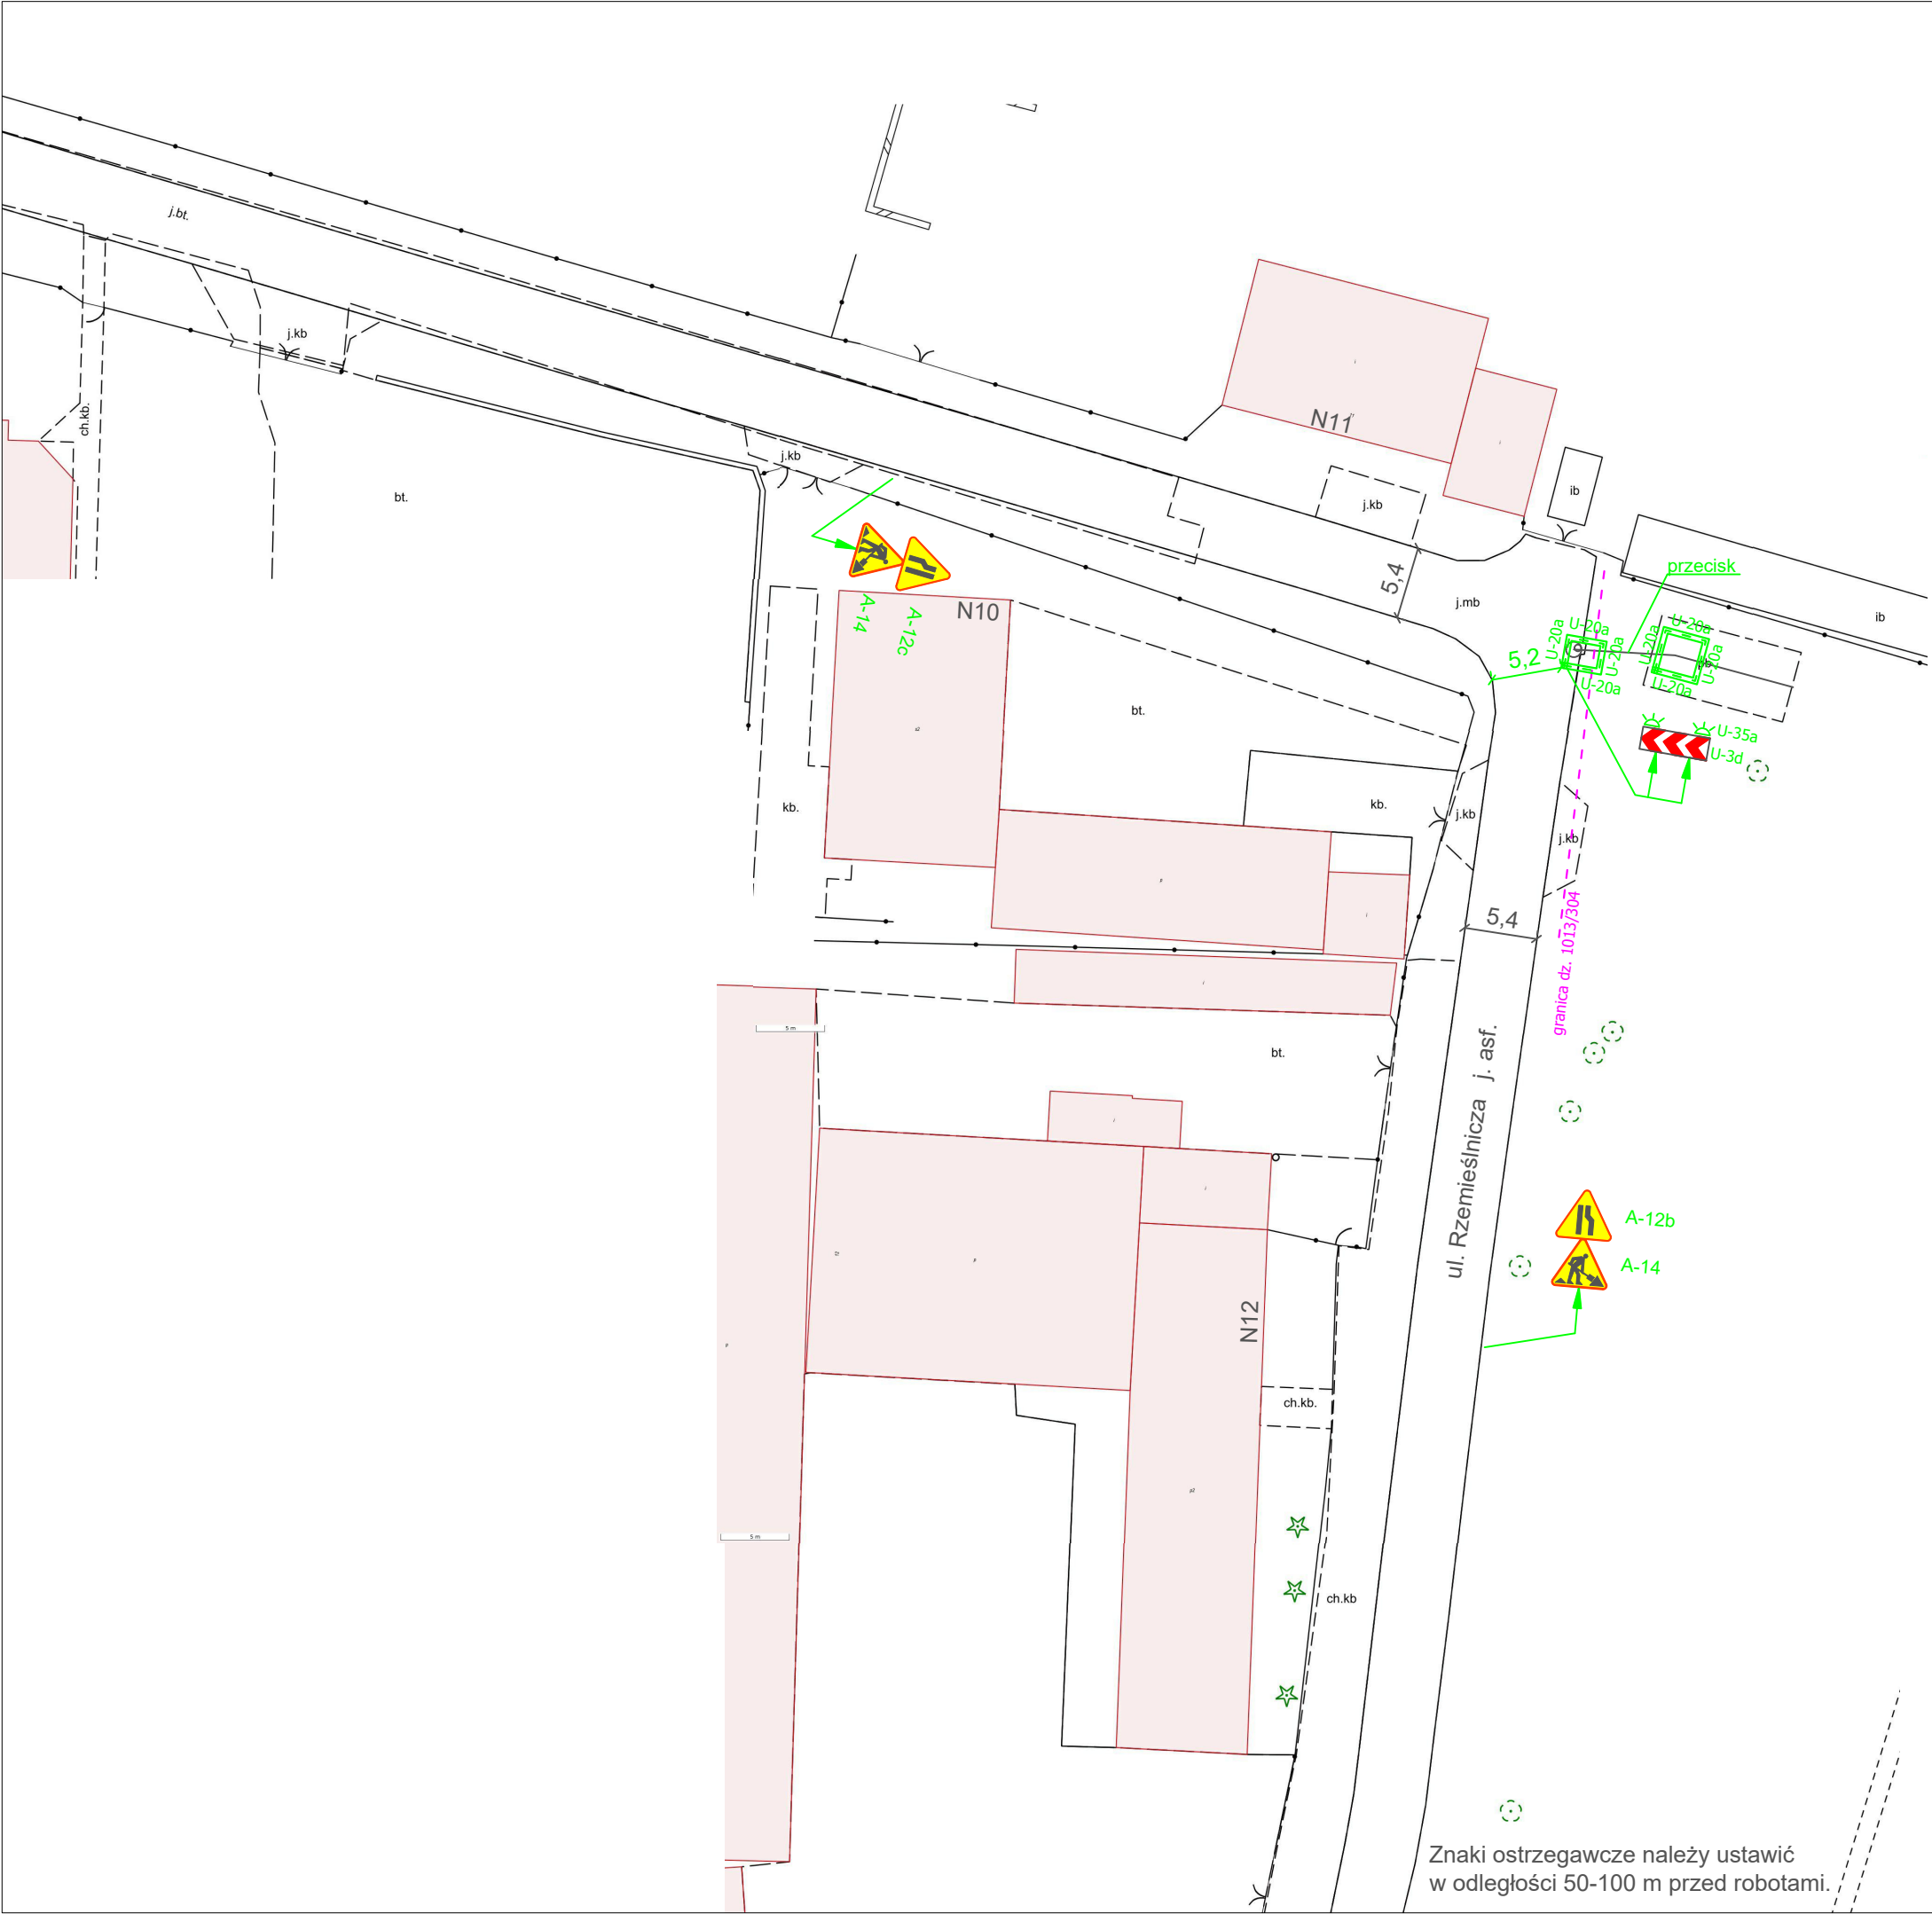 j.bt.
j.kb
ch.kb.
bt.
j.kb
N11
j.kb
ib
ib
5,4
przecisk
j.mb
A-14
A-12c
N10
5,2
U-20a
U-20a
U-20a
U-20a
U-20a
U-20a
U-20a
U-20a
U-35a
U-3d
bt.
kb.
kb.
j.kb
j.kb
5,4
granica dz. 1013/304
5 m
bt.
ul. Rzemieślnicza j. asf.
A-12b
A-14
N12
ch.kb.
5 m
ch.kb
Znaki ostrzegawcze należy ustawić
w odległości 50-100 m przed robotami.